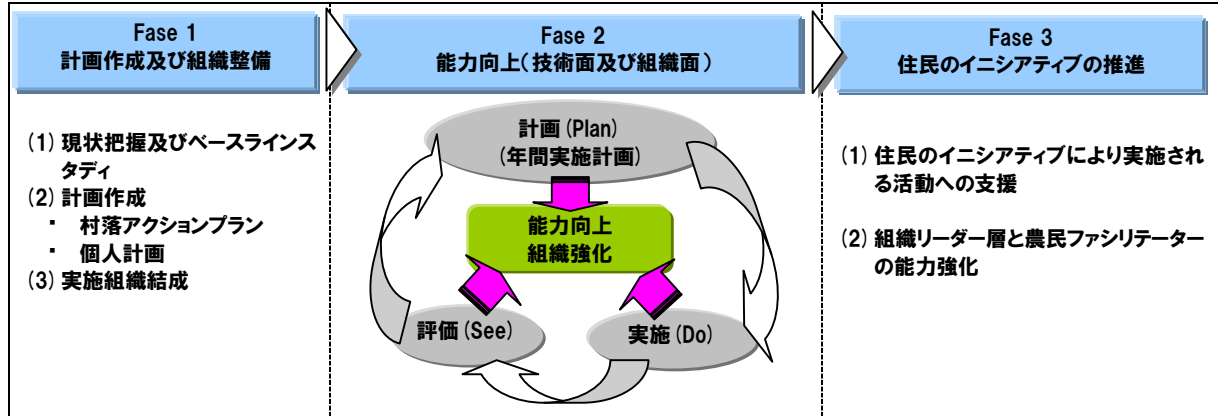 Fase 1
計画作成及び組織整備
(1) 現状把握及びベースラインス
タディ
(2) 計画作成
・ 村落アクションプラン
・ 個人計画
(3) 実施組織結成
Fase 2
能力向上(技術面及び組織面)
計画(Plan)
(年間実施計画)
能力向上
組織強化
評価(See)
実施(Do)
Fase 3
住民のイニシアティブの推進
(1) 住民のイニシアティブにより実施され
る活動への支援
(2) 組織リーダー層と農民ファシリテーター
の能力強化